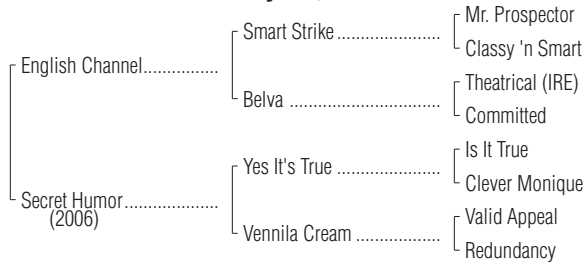 Mr. Prospector
Smart Strike .........................
Classy 'n Smart
English Channel................
Theatrical (IRE)
Belva ....................................
Committed
Is It True
Yes It's True .........................
Clever Monique
Secret Humor....................
(2006)
Valid Appeal
Vennila Cream .....................
Redundancy